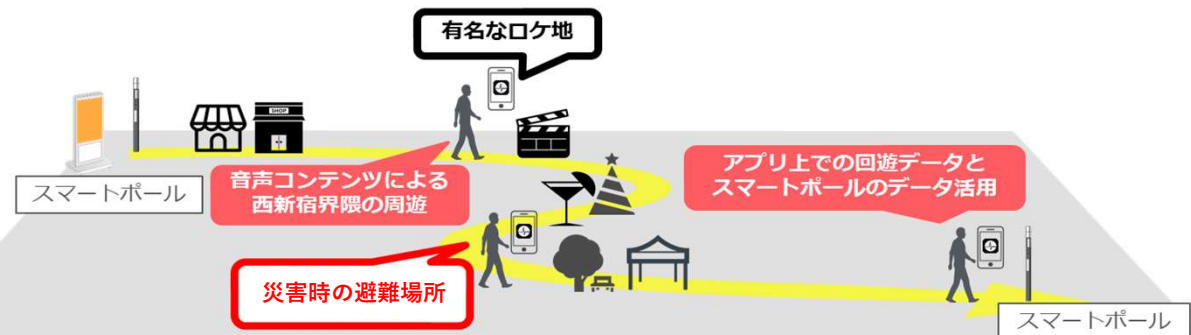 有名なロケ地
SHOP
スマートポール
音声コンテンツによる
西新宿界隈の周遊
アプリ上での回遊データと
スマートポールのデータ活用
災害時の避難場所
スマートポール